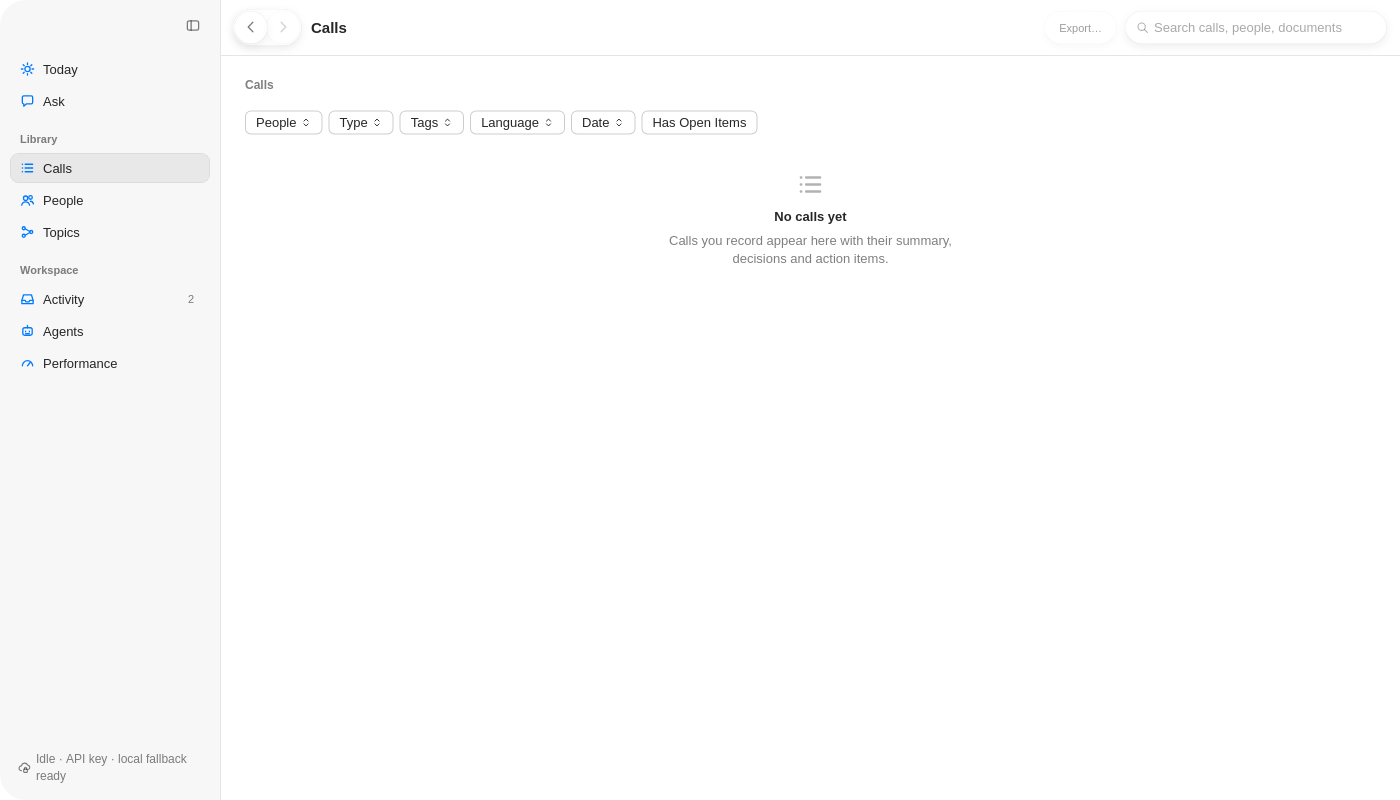 Today
Ask
Library
Calls
People
Topics
Workspace
Activity 2
Agents
Performance
Idle · API key · local fallback
ready
Calls
Export…
Search calls, people, documents
Calls
People
Type
Tags
Language
Date
Has Open Items
No calls yet
Calls you record appear here with their summary,
decisions and action items.